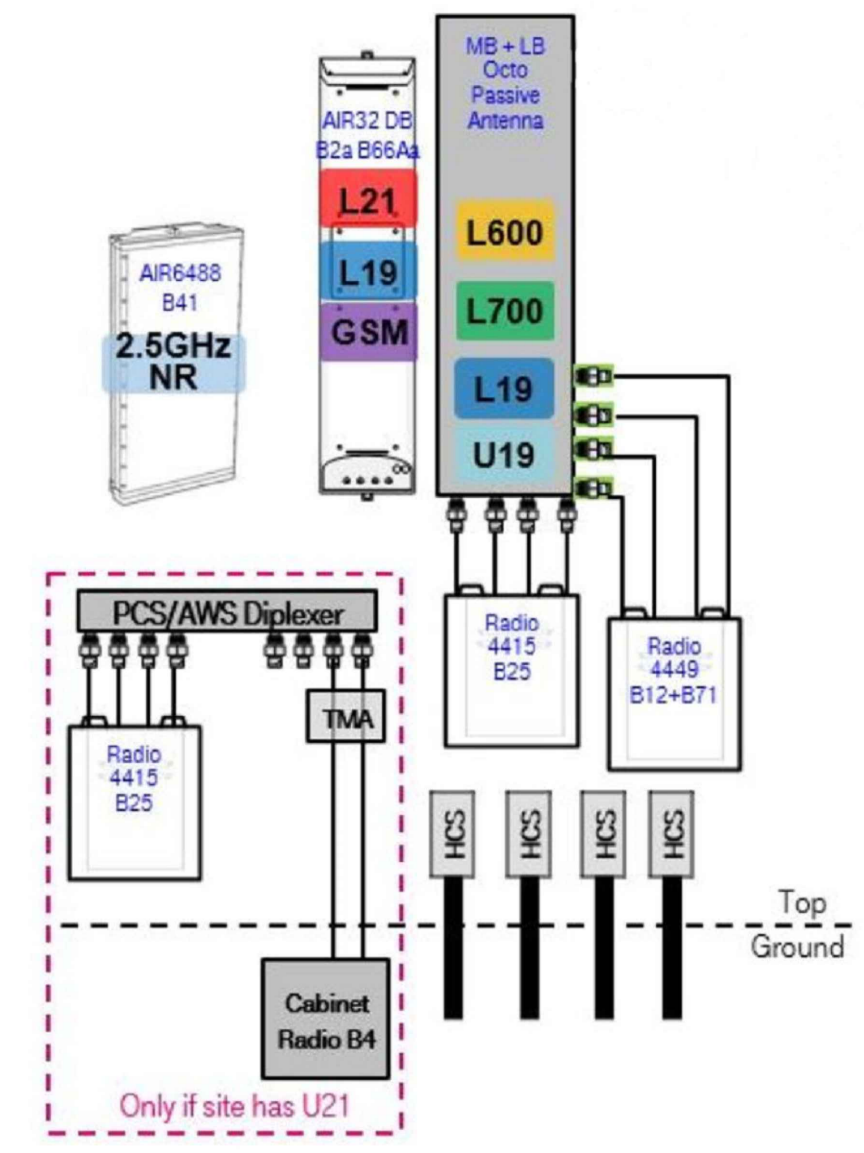 MB + LB
Octo
Passive
Antenna
AIR32 DB
B2a B66Aa
L21
L600
AIR6488
B41
L19
L700
2.5GHz
NR
GSM
L19
U19
PCS/AWS Diplexer
Radio
4415
B25
Radio
4449
B12+B71
TMA
Radio
4415
B25
HCS
HCS
HCS
HCS
Top
Ground
Cabinet
Radio B4
Only if site has U21